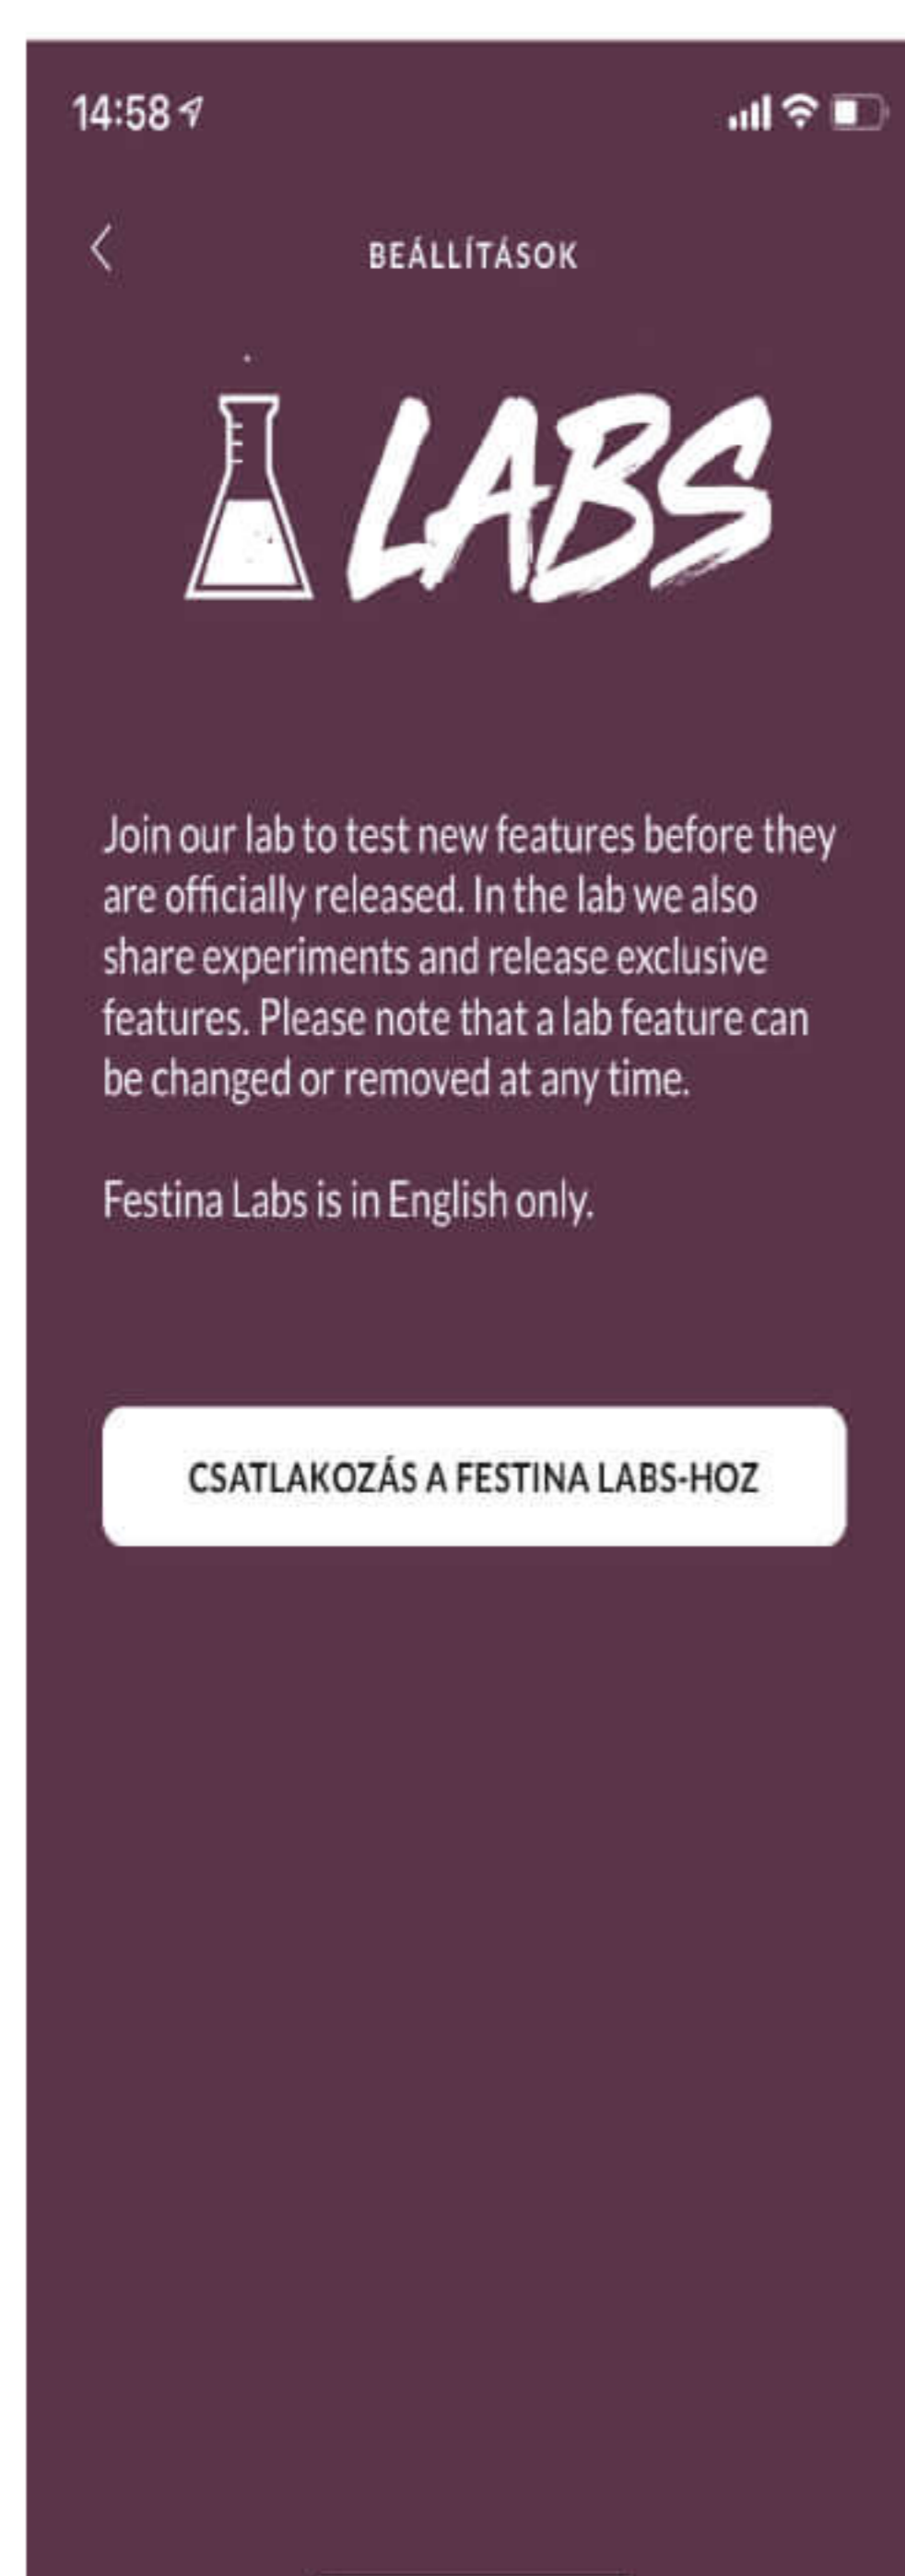 14:58
BEÁLLÍTÁSOK
LABS
Join our lab to test new features before they
are officially released. In the lab we also
share experiments and release exclusive
features. Please note that a lab feature can
be changed or removed at any time.
Festina Labs is in English only.
CSATLAKOZÁS A FESTINA LABS-HOZ